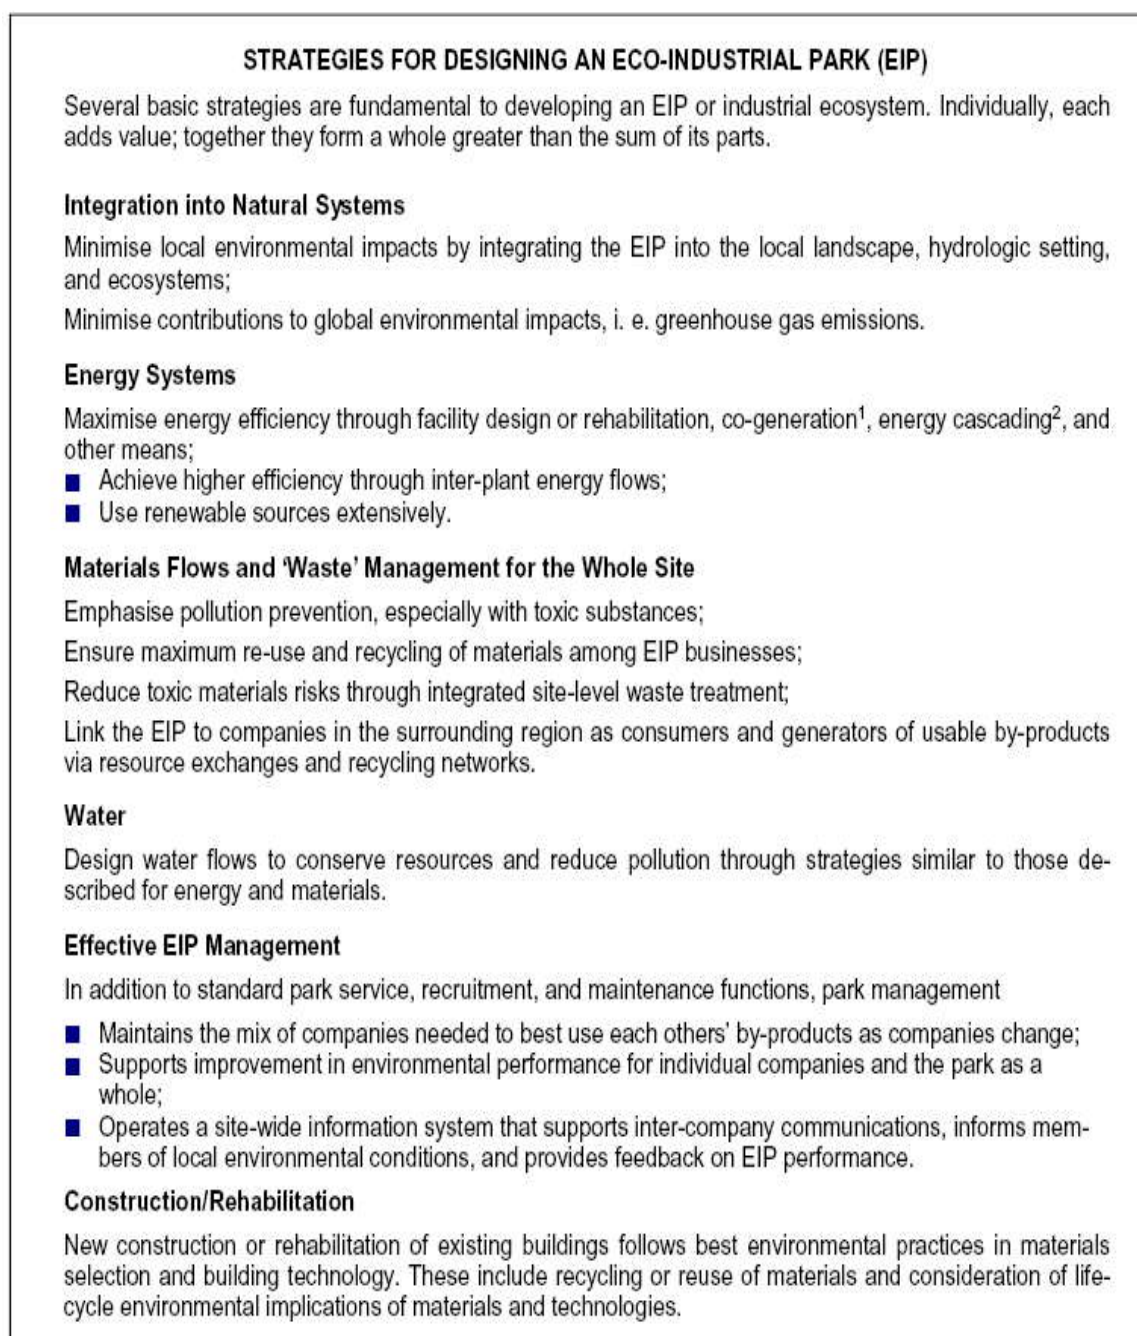 STRATEGIES FOR DESIGNING AN ECO-INDUSTRIAL PARK (EIP)
Several basic strategies are fundamental to developing an EIP or industrial ecosystem. Individually, each
adds value; together they form a whole greater than the sum of its parts.
Integration into Natural Systems
Minimise local environmental impacts by integrating the EIP into the local landscape, hydrologic setting,
and ecosystems;
Minimise contributions to global environmental impacts, i. e. greenhouse gas emissions.
Energy Systems
Maximise energy efficiency through facility design or rehabilitation, co-generation¹, energy cascading², and
other means;
■ Achieve higher efficiency through inter-plant energy flows;
■ Use renewable sources extensively.
Materials Flows and ‘Waste’ Management for the Whole Site
Emphasise pollution prevention, especially with toxic substances;
Ensure maximum re-use and recycling of materials among EIP businesses;
Reduce toxic materials risks through integrated site-level waste treatment;
Link the EIP to companies in the surrounding region as consumers and generators of usable by-products
via resource exchanges and recycling networks.
Water
Design water flows to conserve resources and reduce pollution through strategies similar to those de-
scribed for energy and materials.
Effective EIP Management
In addition to standard park service, recruitment, and maintenance functions, park management
■ Maintains the mix of companies needed to best use each others’ by-products as companies change;
■ Supports improvement in environmental performance for individual companies and the park as a
whole;
■ Operates a site-wide information system that supports inter-company communications, informs mem-
bers of local environmental conditions, and provides feedback on EIP performance.
Construction/Rehabilitation
New construction or rehabilitation of existing buildings follows best environmental practices in materials
selection and building technology. These include recycling or reuse of materials and consideration of life-
cycle environmental implications of materials and technologies.